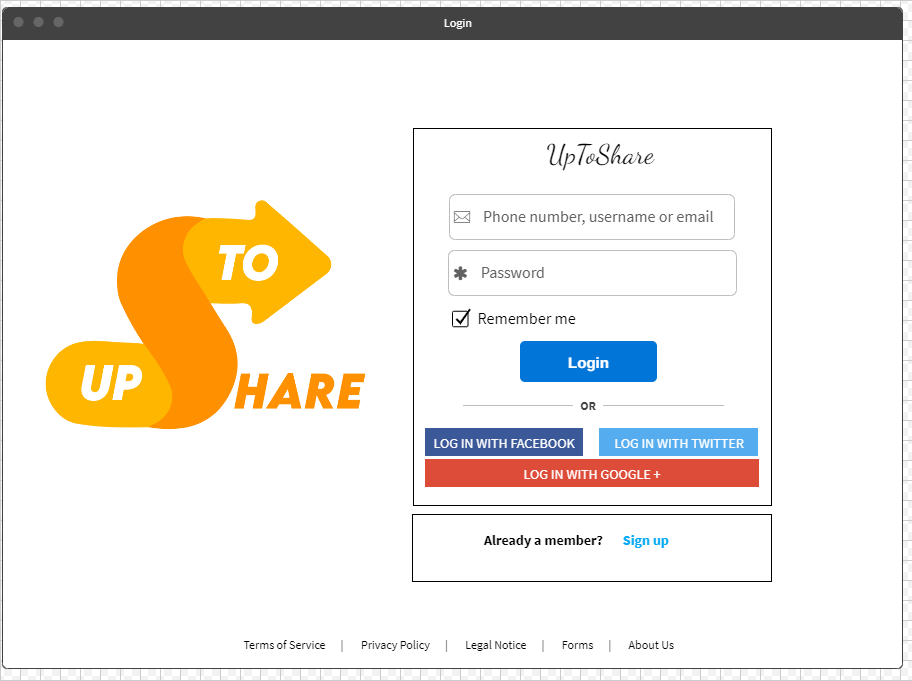 Login
UpToShare
Phone number, username or email
Password
Remember me
Login
OR
LOG IN WITH FACEBOOK LOG IN WITH TWITTER
LOG IN WITH GOOGLE +
Already a member? Sign up
UP
TO
SHARE
Terms of Service | Privacy Policy | Legal Notice | Forms | About Us